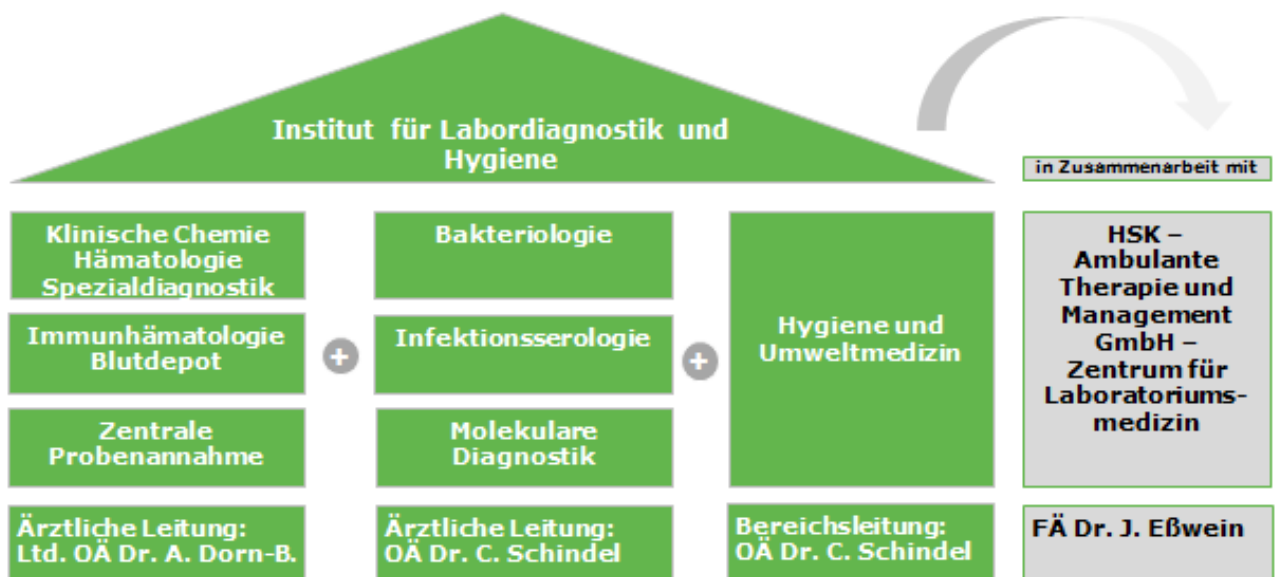 Institut für Labordiagnostik und
Hygiene
in Zusammenarbeit mit
Klinische Chemie
Hämatologie
Spezialdiagnostik
Immunhämatologie
Blutdepot
Zentrale
Probenannahme
Ärztliche Leitung:
Ltd. OÄ Dr. A. Dorn-B.
+
Bakteriologie
Infektionsserologie
Molekulare
Diagnostik
Ärztliche Leitung:
OÄ Dr. C. Schindel
+
Hygiene und
Umweltmedizin
Bereichsleitung:
OÄ Dr. C. Schindel
HSK –
Ambulante
Therapie und
Management
GmbH –
Zentrum für
Laboratoriums-
medizin
FÄ Dr. J. Eßwein